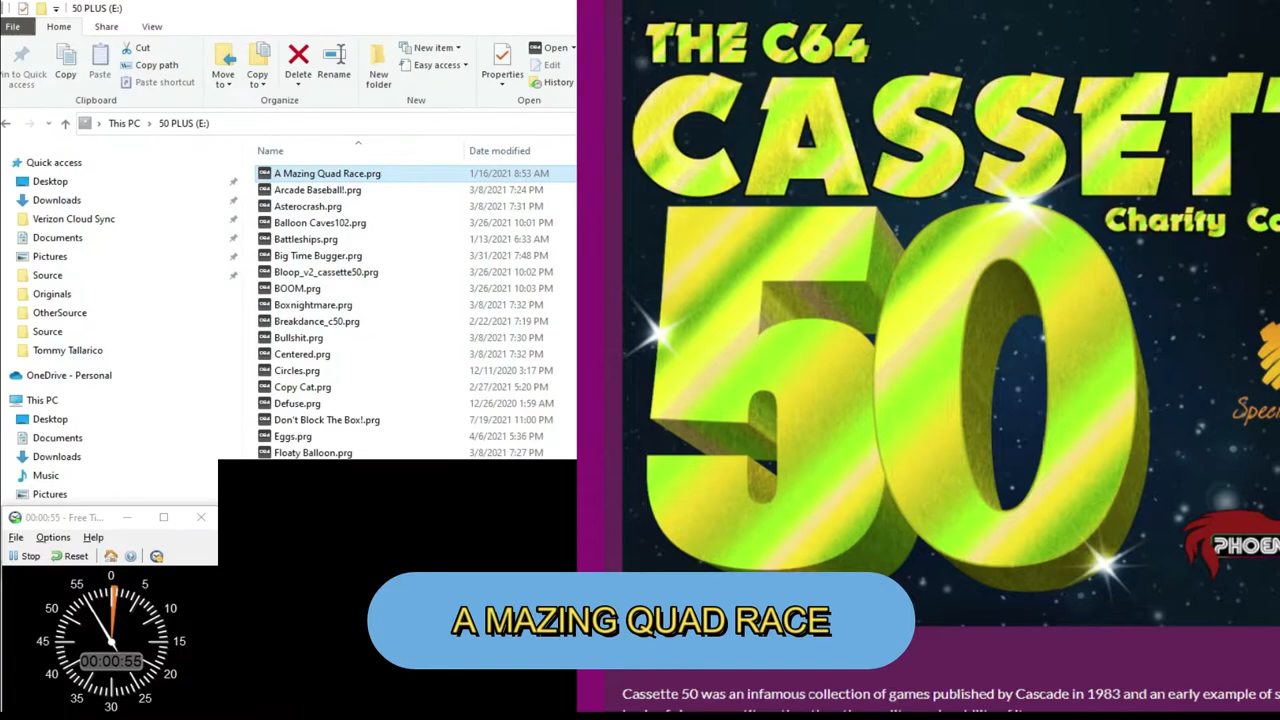 50 PLUS (E:)
File Home Share View
Pin to Quick access
Copy
Paste
Cut
Copy path
Paste shortcut
Move to
Copy to
Delete
Rename
New folder
New item
Easy access
Properties
Open
Edit
History
Clipboard Organize New Open
This PC > 50 PLUS (E:)
Quick access
Desktop
Downloads
Verizon Cloud Sync
Documents
Pictures
Source
Originals
OtherSource
Source
Tommy Tallarico
OneDrive - Personal
This PC
Desktop
Documents
Downloads
Music
Pictures
Name Date modified
A Mazing Quad Race.prg 1/16/2021 8:53 AM
Arcade Baseball!.prg 3/8/2021 7:24 PM
Asterocrash.prg 3/8/2021 7:31 PM
Balloon Caves102.prg 3/26/2021 10:01 PM
Battleships.prg 1/13/2021 6:33 AM
Big Time Bugger.prg 3/31/2021 7:48 PM
Bloop_v2_cassette50.prg 3/26/2021 10:02 PM
BOOM.prg 3/26/2021 10:03 PM
Boxnightmare.prg 3/8/2021 7:32 PM
Breakdance_c50.prg 2/22/2021 7:19 PM
Bullshit.prg 3/8/2021 7:30 PM
Centered.prg 3/8/2021 7:32 PM
Circles.prg 12/11/2020 3:17 PM
Copy Cat.prg 2/27/2021 5:20 PM
Defuse.prg 12/26/2020 1:59 AM
Don't Block The Box!.prg 7/19/2021 11:00 PM
Eggs.prg 4/6/2021 5:36 PM
Floaty Balloon.prg 3/8/2021 7:27 PM
00:00:55 - Free Ti...
File Options Help
Stop Reset
0
5
10
15
20
25
30
35
40
45
50
55
00:00:55
THE C64
CASSETT
50
Charity Co
Speci
PHOEN
A MAZING QUAD RACE
Cassette 50 was an infamous collection of games published by Cascade in 1983 and an early example of s